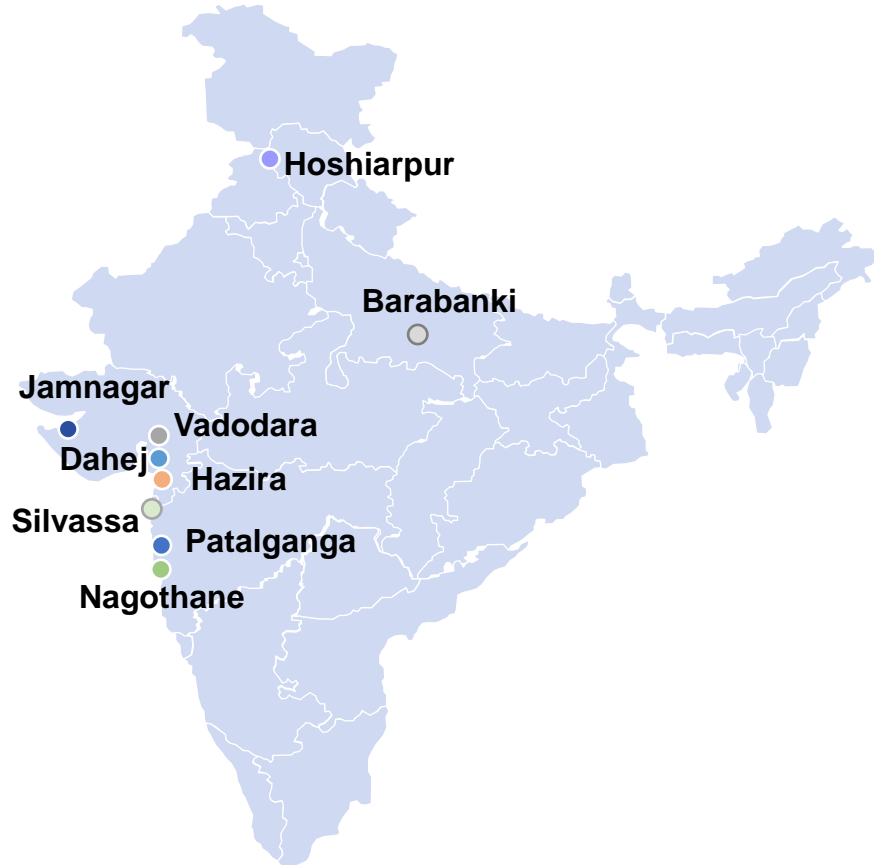 Hoshiarpur
Barabanki
Jamnagar
Vadodara
Dahej
Hazira
Silvassa
Patalganga
Nagothane